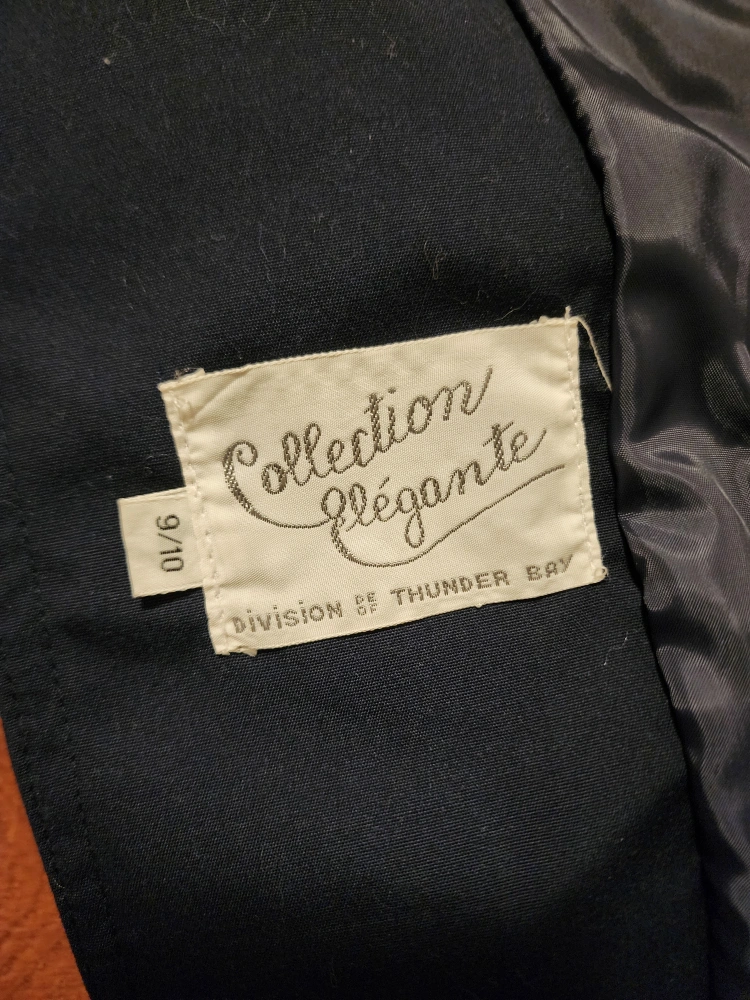 Collection
Elégante
DIVISION DE OF THUNDER BAY
9/10